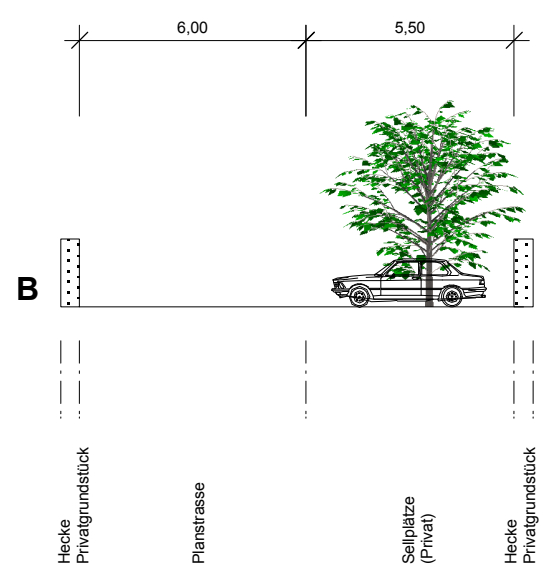 6,00
5,50
B
Hecke
Privatgrundstück
Planstrasse
Sellplätze
(Privat)
Hecke
Privatgrundstück